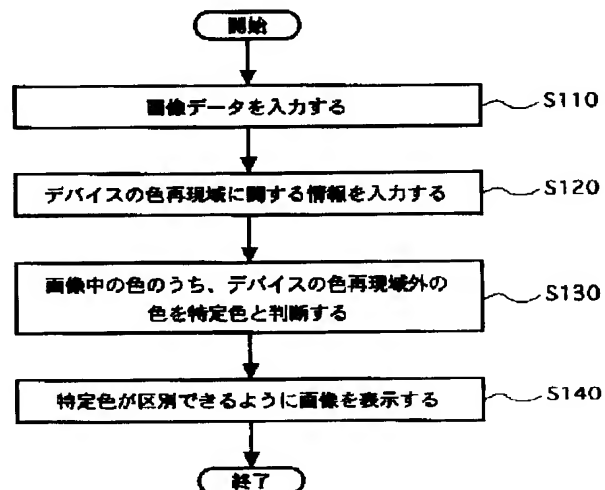 開始
画像データを入力する
S110
デバイスの色再現域に関する情報を入力する
S120
画像中の色のうち、デバイスの色再現域外の
色を特定色と判断する
S130
特定色が区別できるように画像を表示する
S140
終了